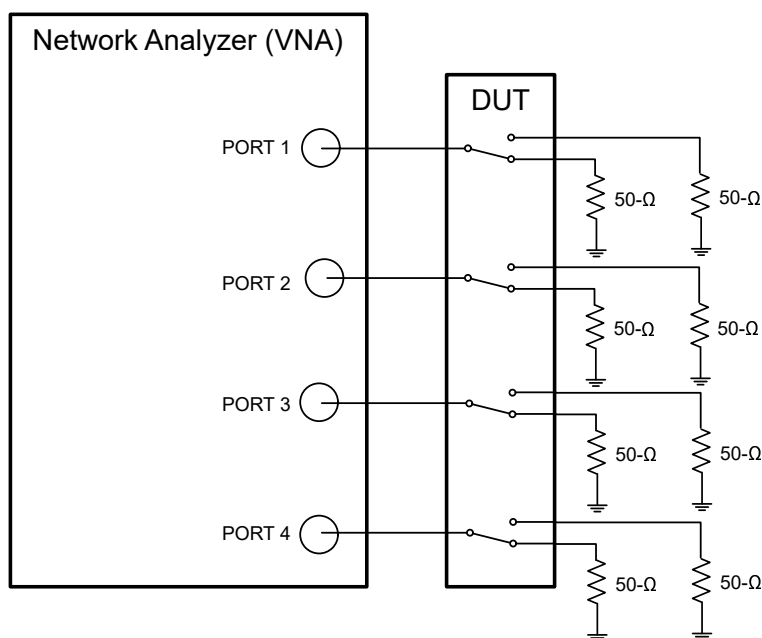 Network Analyzer (VNA)
DUT
PORT 1
50-Ω
50-Ω
PORT 2
50-Ω
50-Ω
PORT 3
50-Ω
50-Ω
PORT 4
50-Ω
50-Ω